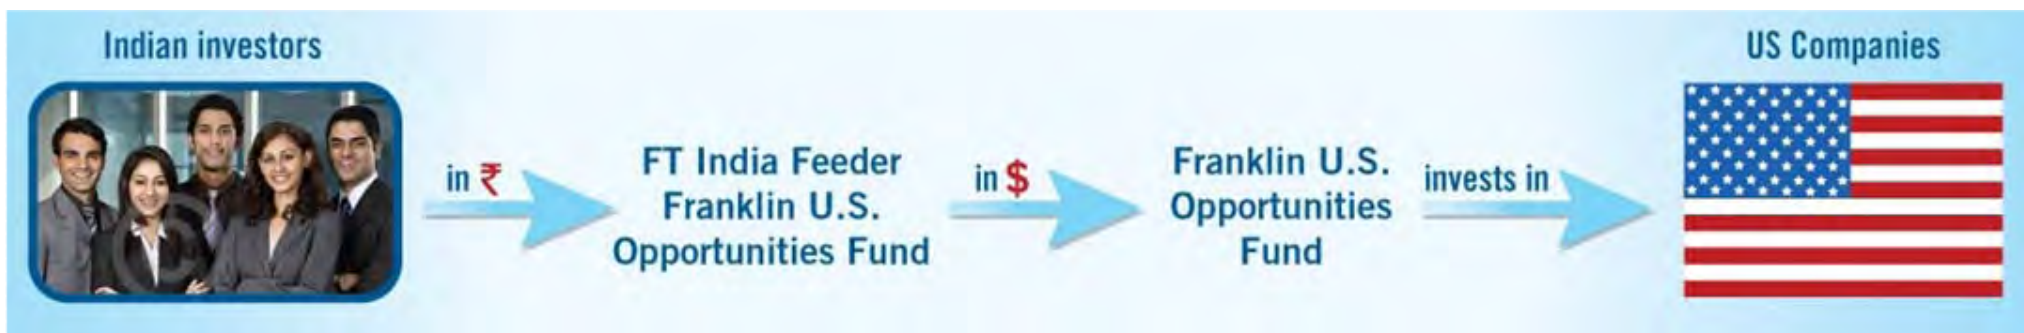 Indian investors
US Companies
in ₹
FT India Feeder
Franklin U.S.
Opportunities Fund
in $
Franklin U.S.
Opportunities
Fund
invests in
©